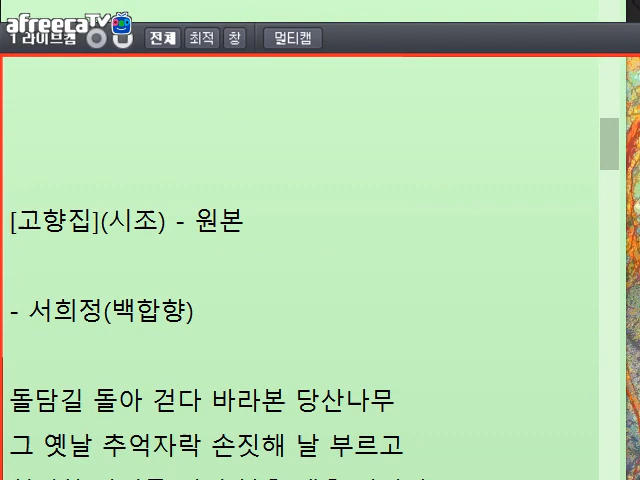 afreecaTV
1 라이브캠 전체 최적 창 멀티캠
[고향집](시조) - 원본
- 서희정(백합향)
돌담길 돌아 걷다 바라본 당산나무
그 옛날 추억자락 손짓해 날 부르고